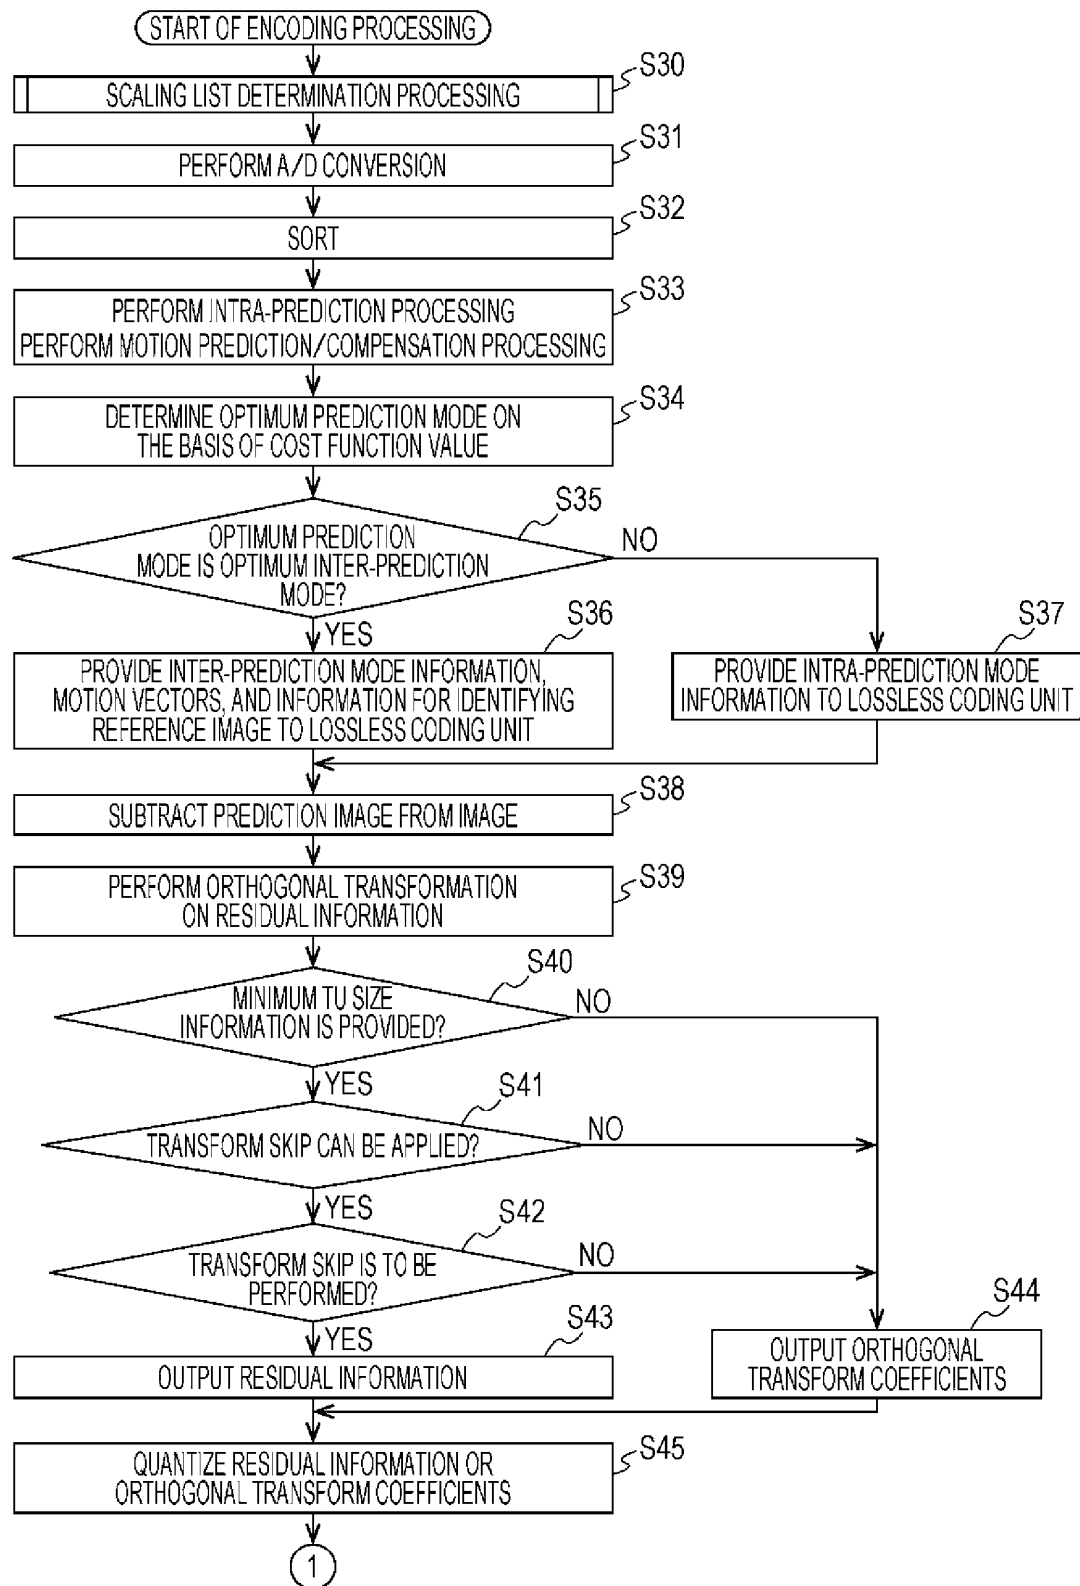 START OF ENCODING PROCESSING
S30
SCALING LIST DETERMINATION PROCESSING
S31
PERFORM A/D CONVERSION
S32
SORT
S33
PERFORM INTRA-PREDICTION PROCESSING
PERFORM MOTION PREDICTION/COMPENSATION PROCESSING
S34
DETERMINE OPTIMUM PREDICTION MODE ON
THE BASIS OF COST FUNCTION VALUE
S35
OPTIMUM PREDICTION
MODE IS OPTIMUM INTER-PREDICTION
MODE?
NO
YES
S36
PROVIDE INTER-PREDICTION MODE INFORMATION,
MOTION VECTORS, AND INFORMATION FOR IDENTIFYING
REFERENCE IMAGE TO LOSSLESS CODING UNIT
S37
PROVIDE INTRA-PREDICTION MODE
INFORMATION TO LOSSLESS CODING UNIT
S38
SUBTRACT PREDICTION IMAGE FROM IMAGE
S39
PERFORM ORTHOGONAL TRANSFORMATION
ON RESIDUAL INFORMATION
S40
MINIMUM TU SIZE
INFORMATION IS PROVIDED?
NO
YES
S41
TRANSFORM SKIP CAN BE APPLIED?
NO
YES
S42
TRANSFORM SKIP IS TO BE
PERFORMED?
NO
YES
S43
OUTPUT RESIDUAL INFORMATION
S44
OUTPUT ORTHOGONAL
TRANSFORM COEFFICIENTS
S45
QUANTIZE RESIDUAL INFORMATION OR
ORTHOGONAL TRANSFORM COEFFICIENTS
1